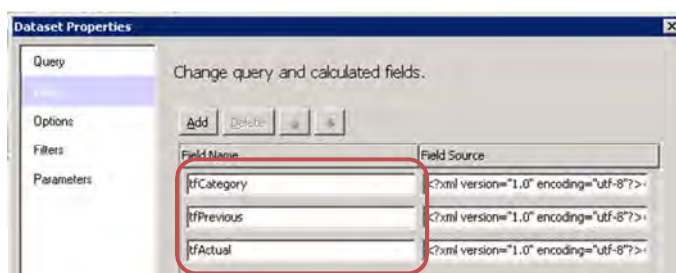 Dataset Properties
Query
Change query and calculated fields.
Options
Add Delete
Filters
Field Name Field Source
Parameters
tfCategory <?xml version="1.0" encoding="utf-8"?>
tfPrevious <?xml version="1.0" encoding="utf-8"?>
tfActual <?xml version="1.0" encoding="utf-8"?>